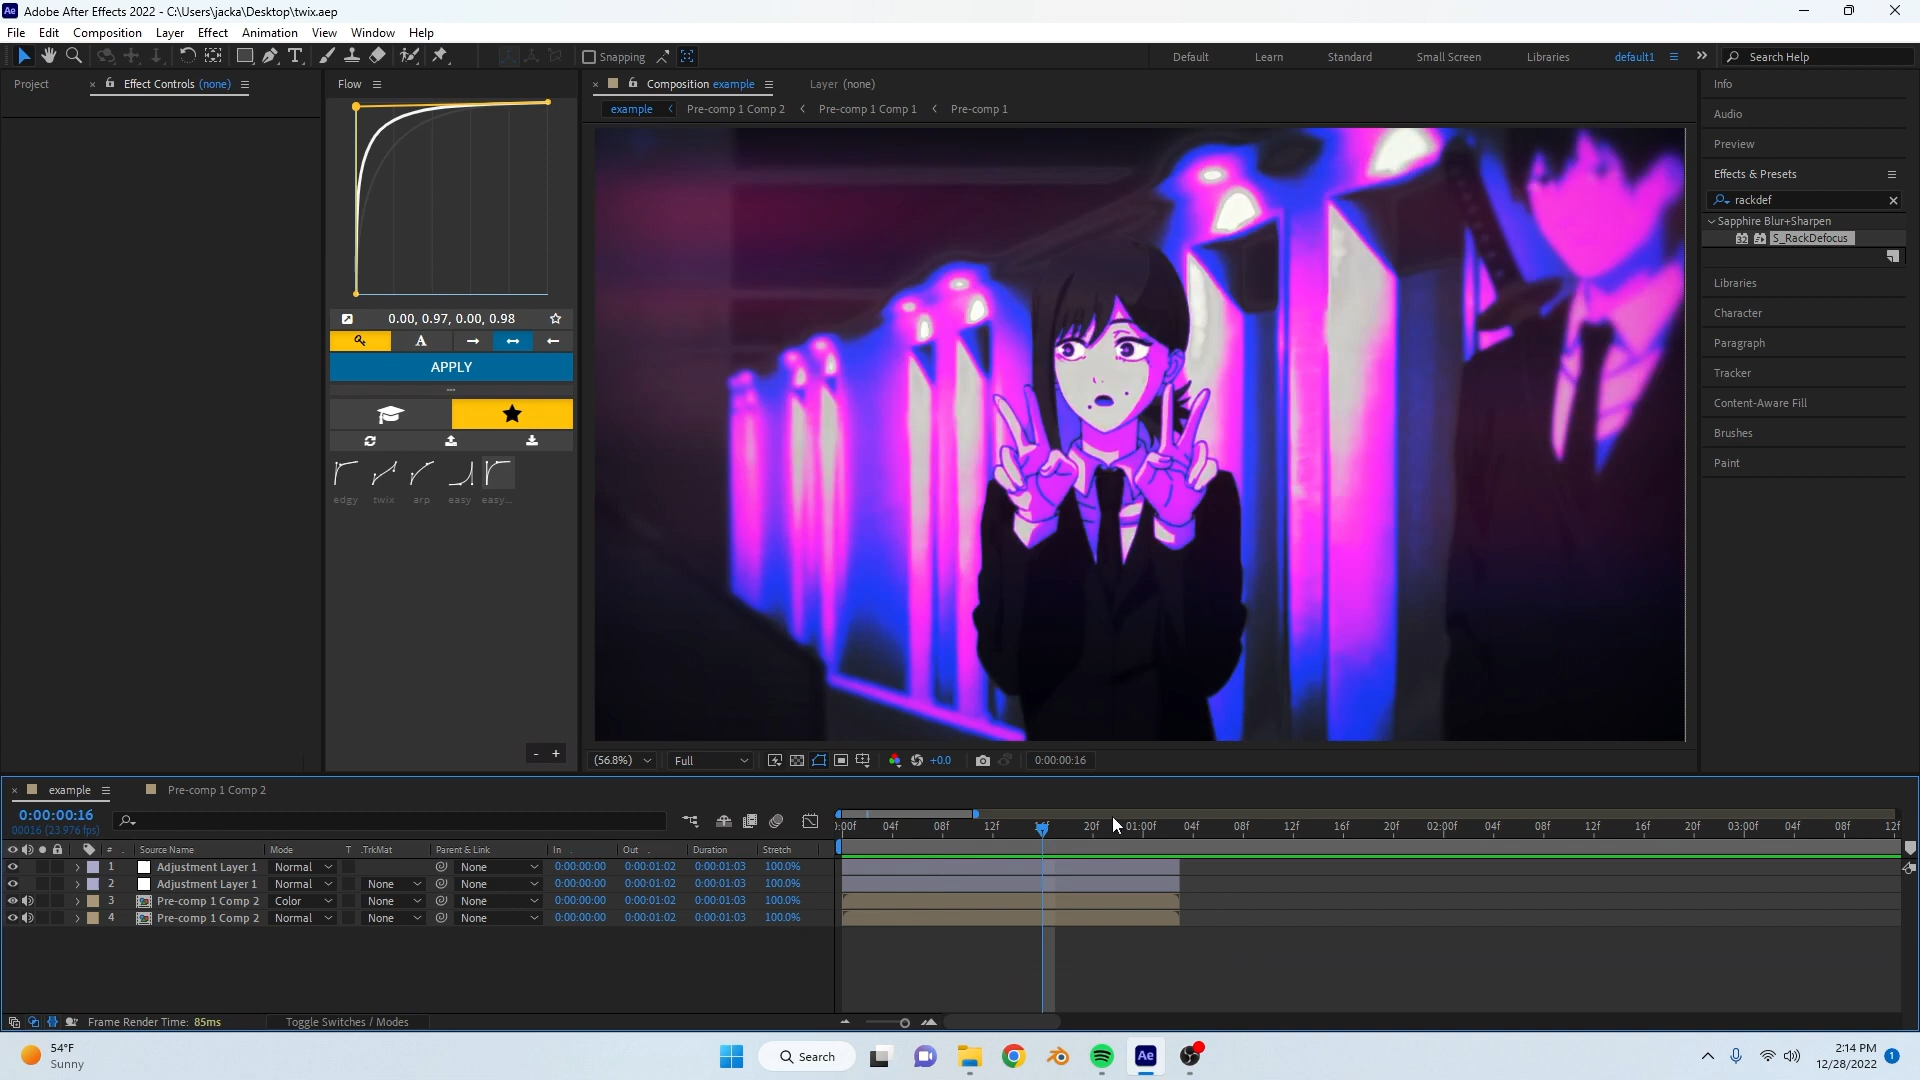 Adobe After Effects 2022 - C:\Users\jacka\Desktop\twix.aep
File Edit Composition Layer Effect Animation View Window Help
Snapping Default Learn Standard Small Screen Libraries default1 Search Help
Project Effect Controls (none) Flow Composition example Layer (none) Info
example Pre-comp 1 Comp 2 Pre-comp 1 Comp 1 Pre-comp 1
Audio
Preview
Effects & Presets
rackdef
Sapphire Blur+Sharpen
32 S_RackDefocus
Libraries
Character
Paragraph
Tracker
Content-Aware Fill
Brushes
Paint
0.00, 0.97, 0.00, 0.98
A
APPLY
edgy twix arp easy easy...
- +
(56.8%) Full +0.0 0:00:00:16
example Pre-comp 1 Comp 2
0:00:00:16
00016 (23.976 fps)
):00f 04f 08f 12f 16f 20f 01:00f 04f 08f 12f 16f 20f 02:00f 04f 08f 12f 16f 20f 03:00f 04f 08f 12f
# Source Name Mode T .TrkMat Parent & Link In Out Duration Stretch
1 Adjustment Layer 1 Normal None 0:00:00:00 0:00:01:02 0:00:01:03 100.0%
2 Adjustment Layer 1 Normal None None 0:00:00:00 0:00:01:02 0:00:01:03 100.0%
3 Pre-comp 1 Comp 2 Color None None 0:00:00:00 0:00:01:02 0:00:01:03 100.0%
4 Pre-comp 1 Comp 2 Normal None None 0:00:00:00 0:00:01:02 0:00:01:03 100.0%
Frame Render Time: 85ms Toggle Switches / Modes
54°F
Sunny
Search
Ae
2:14 PM
12/28/2022
1